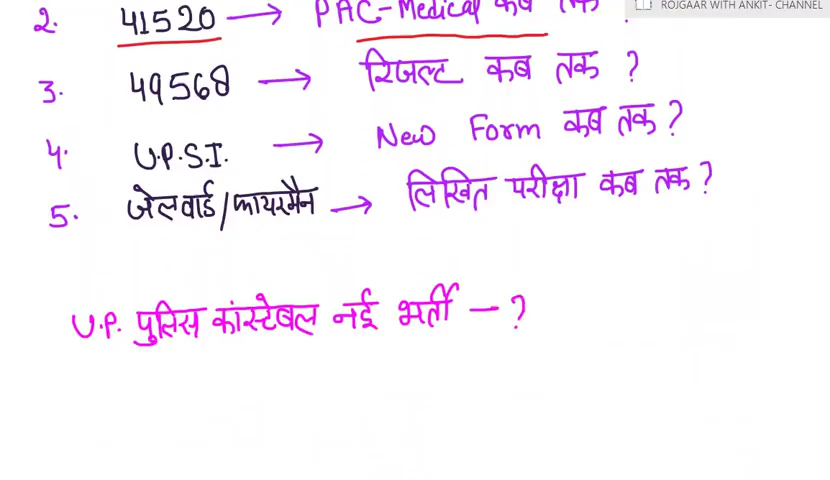 ROJGAAR WITH ANKIT- CHANNEL
2. 41520 → PAC-Medical कब तक ?
3. 49568 → रिजल्ट कब तक ?
4. U.P.S.I. → New Form कब तक ?
5. जेल वार्ड/फायरमैन → लिखित परीक्षा कब तक ?
U.P. पुलिस कांस्टेबल नई भर्ती — ?